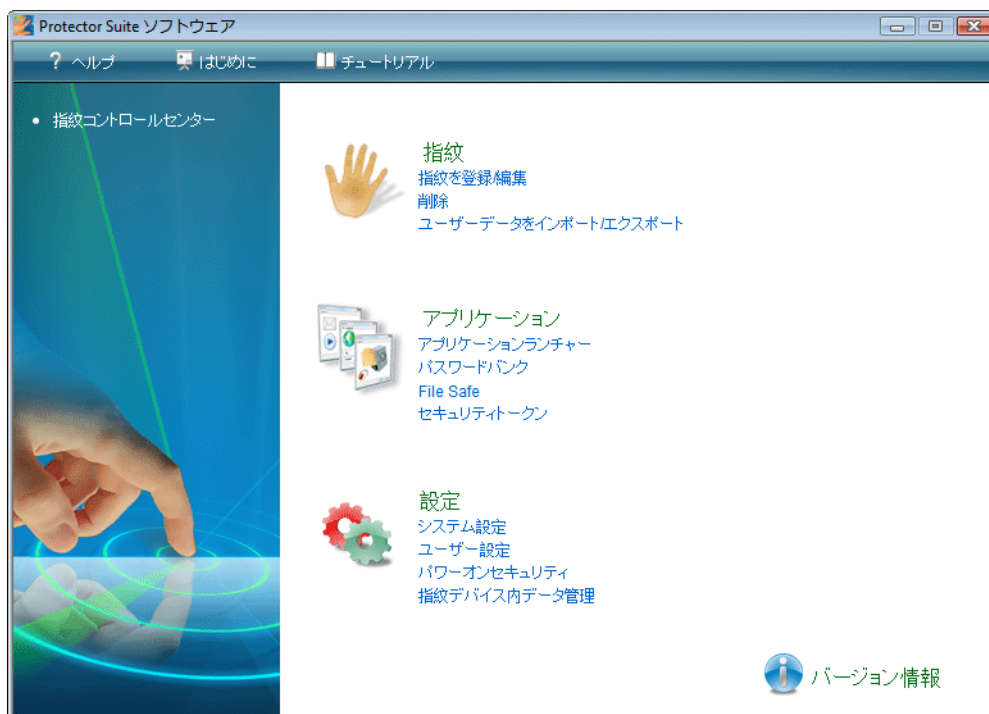 Protector Suite ソフトウェア
? ヘルプ はじめに チュートリアル
• 指紋コントロールセンター
指紋
指紋を登録/編集
削除
ユーザーデータをインポート/エクスポート
アプリケーション
アプリケーションランチャー
パスワードバンク
File Safe
セキュリティトークン
設定
システム設定
ユーザー設定
パワーオンセキュリティ
指紋デバイス内データ管理
バージョン情報